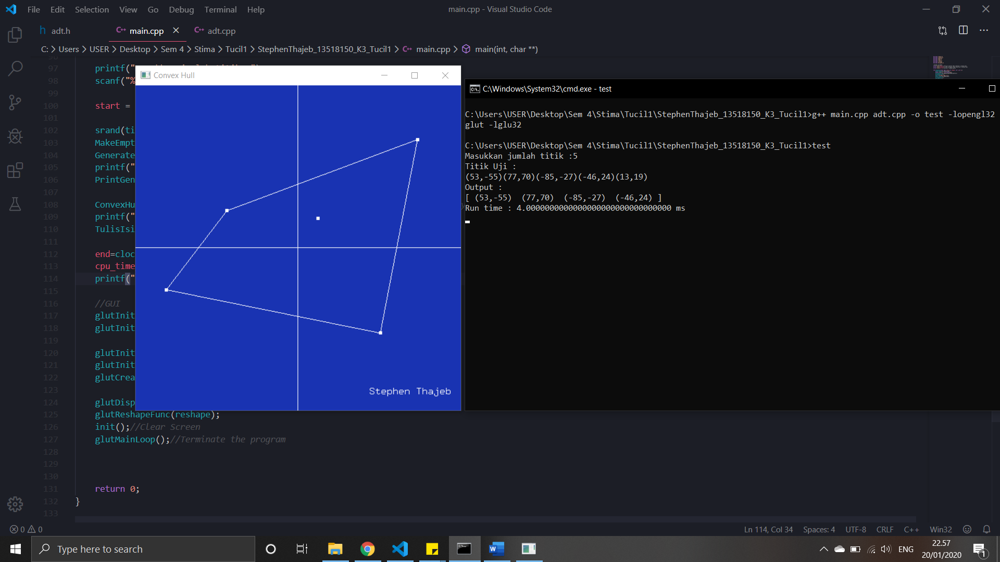 File Edit Selection View Go Debug Terminal Help
main.cpp - Visual Studio Code
adt.h
main.cpp
adt.cpp
C: > Users > USER > Desktop > Sem 4 > Stima > Tucil1 > StephenThajeb_13518150_K3_Tucil1 > main.cpp > main(int, char **)
97 printf("
98 scanf("%
99
100 start =
101
102 srand(ti
103 MakeEmpt
104 Generate
105 printf("
106 PrintGen
107
108 ConvexHu
109 printf("
110 TulisIsi
111
112 end=cloc
113 cpu_time
114 printf("
115
116 //GUI
117 glutInit
118 glutInit
119
120 glutInit
121 glutInit
122 glutCrea
123
124 glutDisp
125 glutReshapeFunc(reshape);
126 init();//Clear Screen
127 glutMainLoop();//Terminate the program
128
129
130
131 return 0;
132 }
133
Convex Hull
Stephen Thajeb
C:\Windows\System32\cmd.exe - test
C:\Users\USER\Desktop\Sem 4\Stima\Tucil1\StephenThajeb_13518150_K3_Tucil1>g++ main.cpp adt.cpp -o test -lopengl32
glut -lglu32
C:\Users\USER\Desktop\Sem 4\Stima\Tucil1\StephenThajeb_13518150_K3_Tucil1>test
Masukkan jumlah titik :5
Titik Uji :
(53,-55)(77,70)(-85,-27)(-46,24)(13,19)
Output :
[ (53,-55)  (77,70)  (-85,-27)  (-46,24) ]
Run time : 4.000000000000000000000000000000 ms
0 0
Ln 114, Col 34 Spaces: 4 UTF-8 CRLF C++ Win32
Type here to search
ENG
22.57
20/01/2020
1